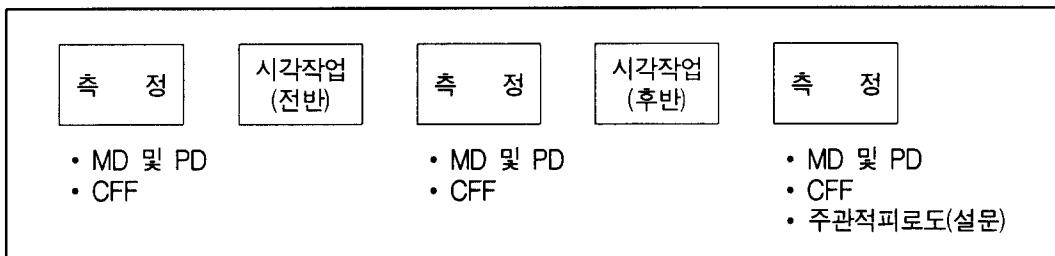 측 정
시각작업
(전반)
측 정
시각작업
(후반)
측 정
• MD 및 PD
• CFF
• MD 및 PD
• CFF
• MD 및 PD
• CFF
• 주관적피로도(설문)